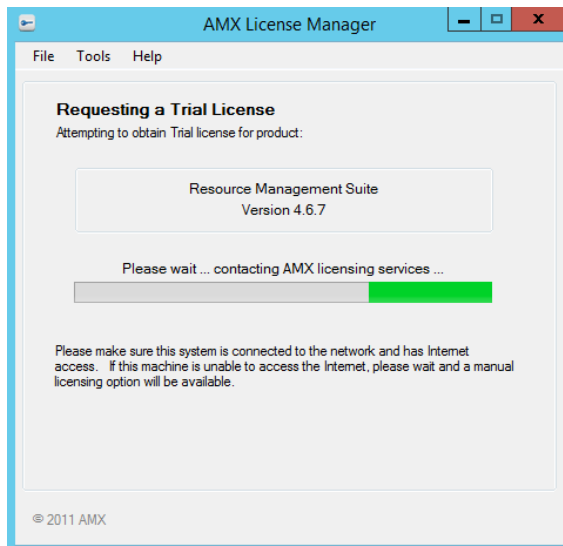 AMX License Manager
File Tools Help
Requesting a Trial License
Attempting to obtain Trial license for product:
Resource Management Suite
Version 4.6.7
Please wait ... contacting AMX licensing services ...
Please make sure this system is connected to the network and has Internet
access. If this machine is unable to access the Internet, please wait and a manual
licensing option will be available.
© 2011 AMX